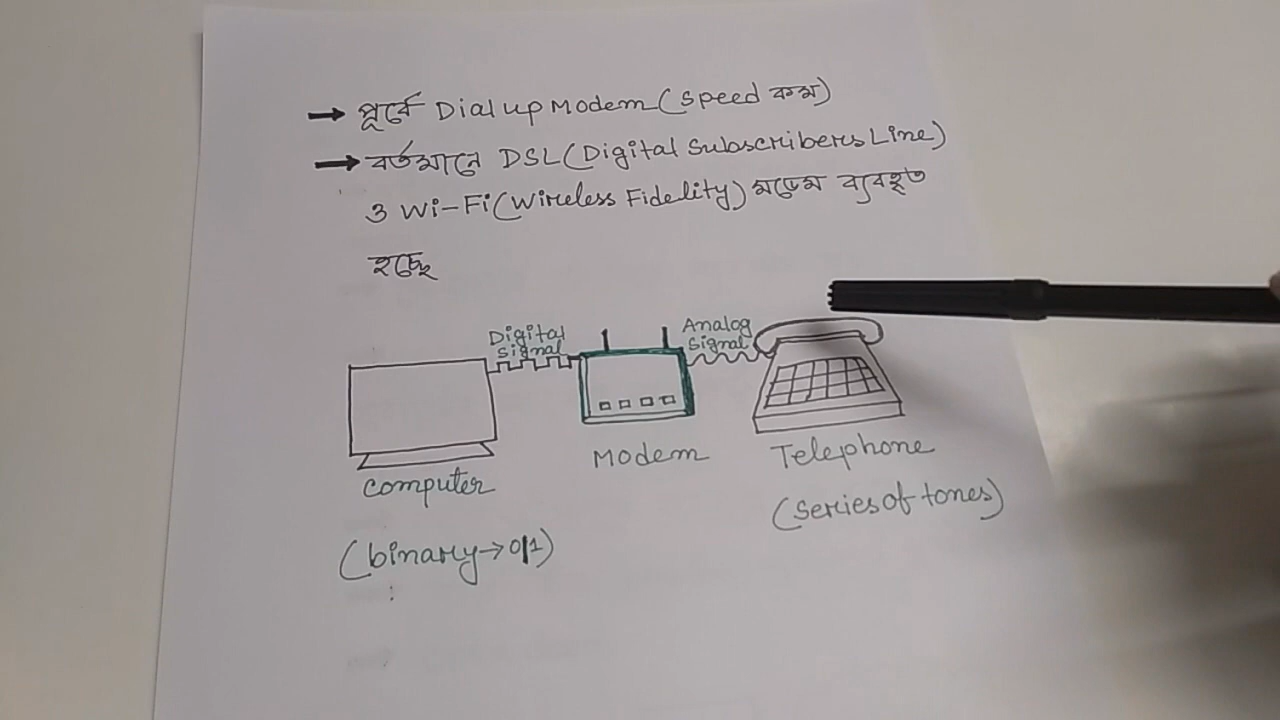 → পূর্বে Dial up Modem (speed কম)
→ বর্তমানে DSL (Digital Subscribers Line)
ও Wi-Fi (Wireless Fidelity) মডেম ব্যবহৃত
হচ্ছে
Digital
signal
Analog
signal
Modem
Telephone
computer
(series of tones)
(binary→0/1)